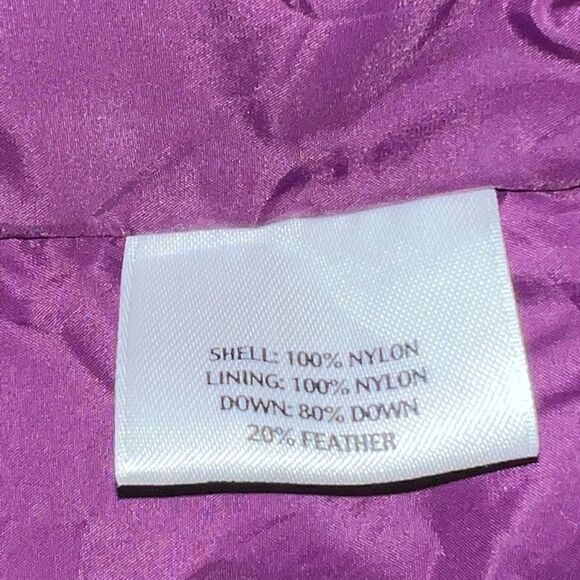 SHELL: 100% NYLON
LINING: 100% NYLON
DOWN: 80% DOWN
20% FEATHER